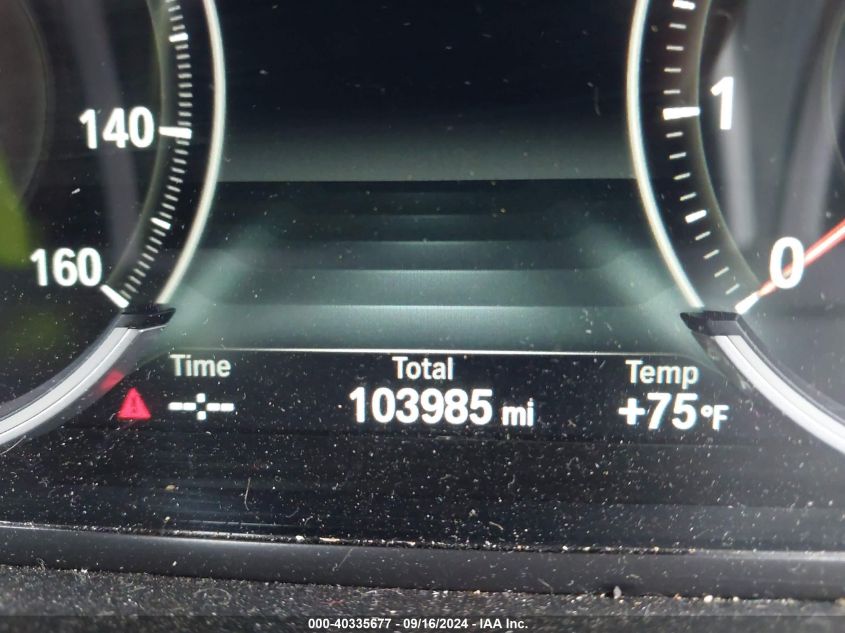 140
1
160
0
Time
Total
Temp
--:--
103985 mi
+75°F
000-40335677 - 09/16/2024 - IAA Inc.